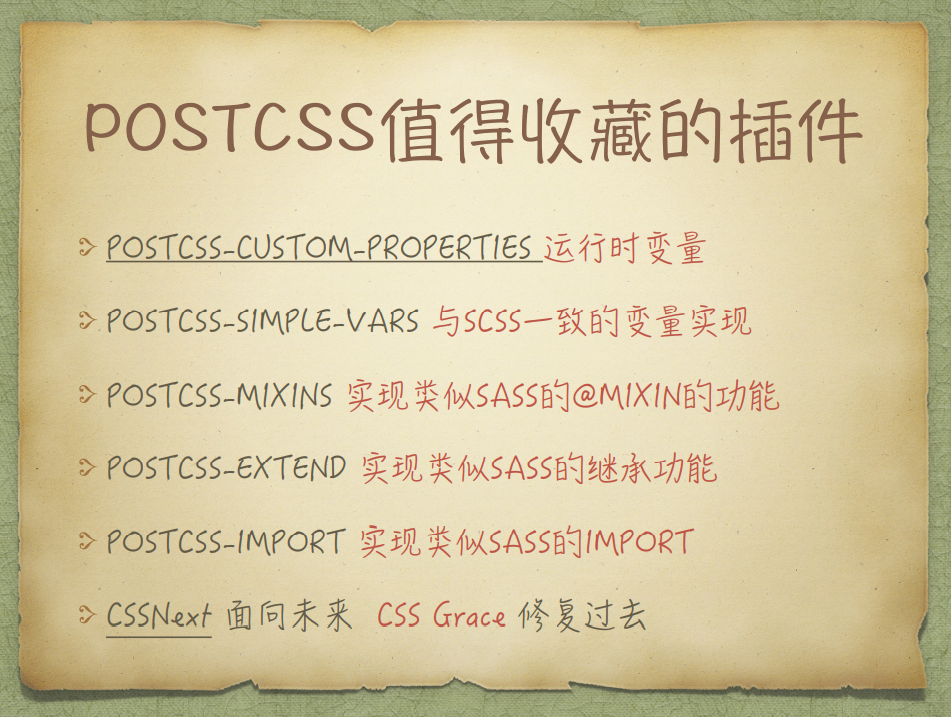 POSTCSS值得收藏的插件
POSTCSS-CUSTOM-PROPERTIES 运行时变量
POSTCSS-SIMPLE-VARS 与SCSS一致的变量实现
POSTCSS-MIXINS 实现类似SASS的@MIXIN的功能
POSTCSS-EXTEND 实现类似SASS的继承功能
POSTCSS-IMPORT 实现类似SASS的IMPORT
CSSNext 面向未来 CSS Grace 修复过去